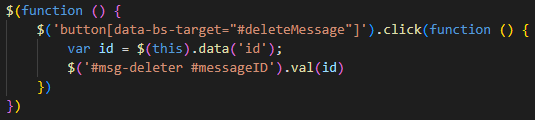 $(function () {
    $('button[data-bs-target="#deleteMessage"]').click(function () {
        var id = $(this).data('id');
        $('#msg-deleter #messageID').val(id)
    })
})